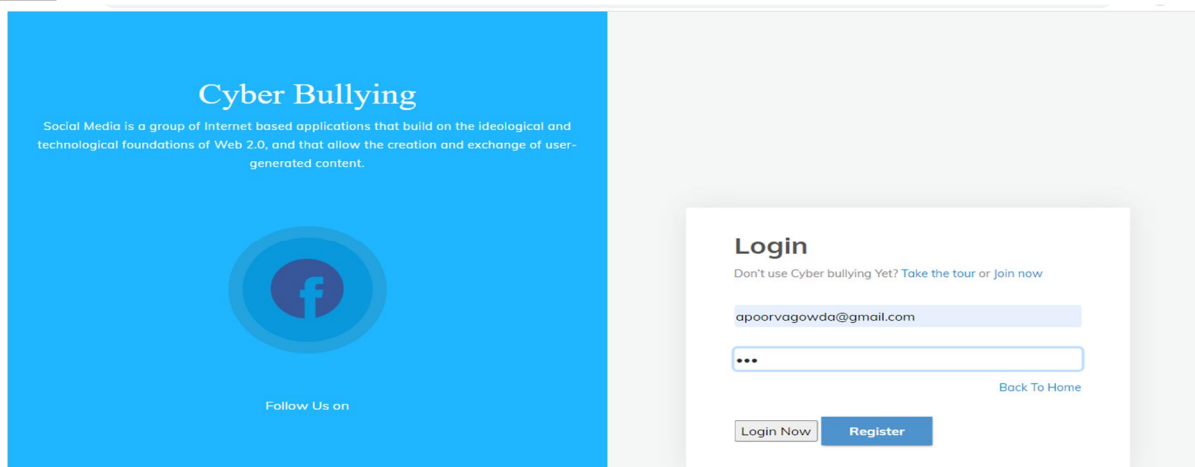 Cyber Bullying
Social Media is a group of Internet based applications that build on the ideological and
technological foundations of Web 2.0, and that allow the creation and exchange of user-
generated content.
f
Follow Us on
Login
Don't use Cyber bullying Yet? Take the tour or Join now
apoorvagowda@gmail.com
•••
Back To Home
Login Now Register